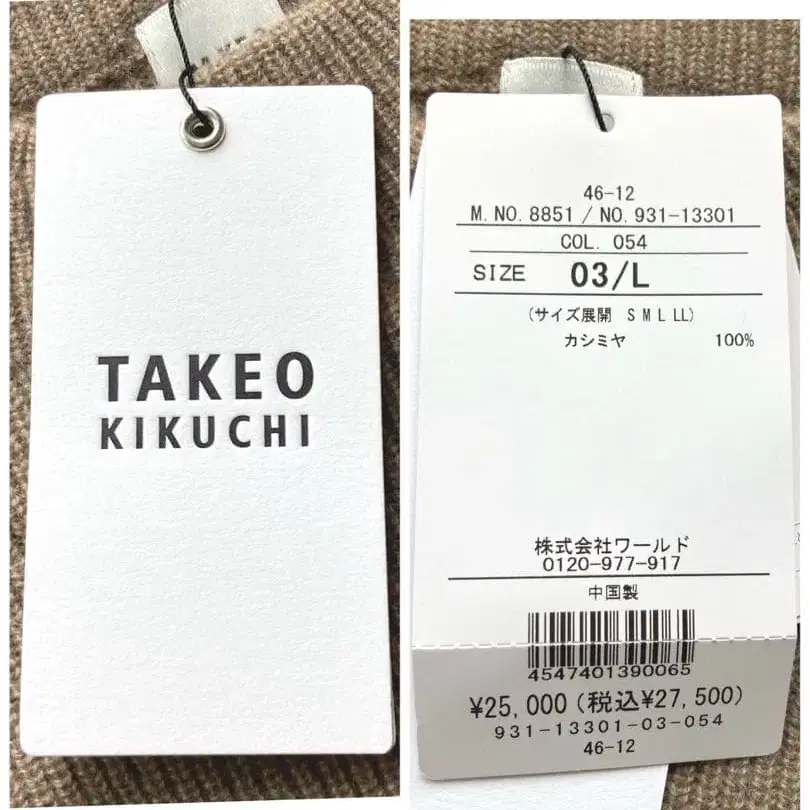 TAKEO
KIKUCHI
46-12
M.NO.8851 / NO.931-13301
COL. 054
SIZE 03/L
(サイズ展開 S M L LL)
カシミヤ 100%
株式会社ワールド
0120-977-917
中国製
4547401390065
¥25,000(税込¥27,500)
931-13301-03-054
46-12